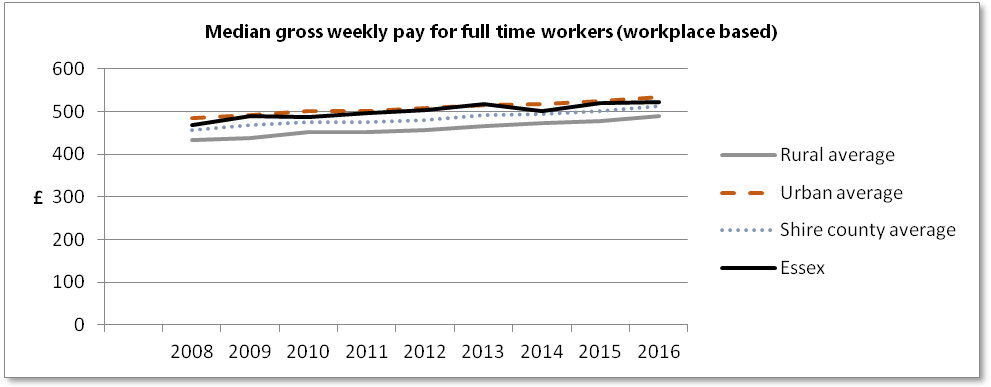 Median gross weekly pay for full time workers (workplace based)
600
500
400
300
200
100
0
£
2008 2009 2010 2011 2012 2013 2014 2015 2016
Rural average
Urban average
Shire county average
Essex